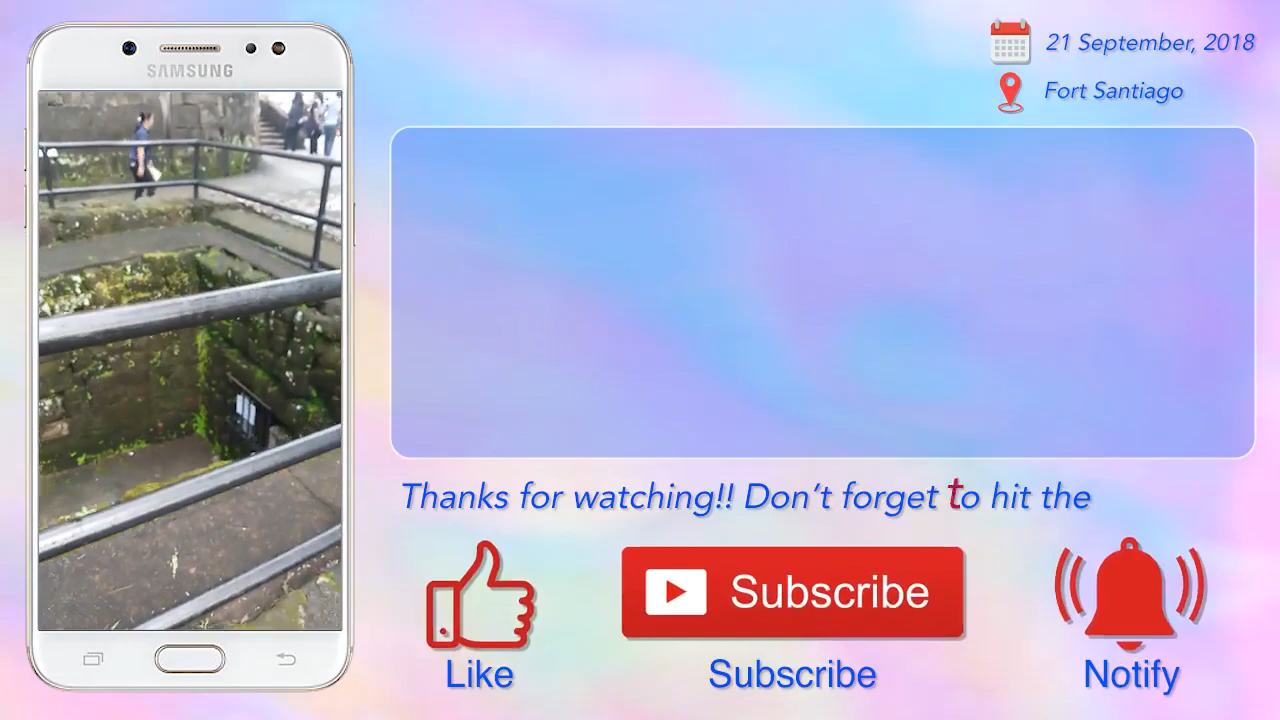 SAMSUNG
21 September, 2018
Fort Santiago
Thanks for watching!! Don't forget to hit the
Subscribe
Like
Subscribe
Notify